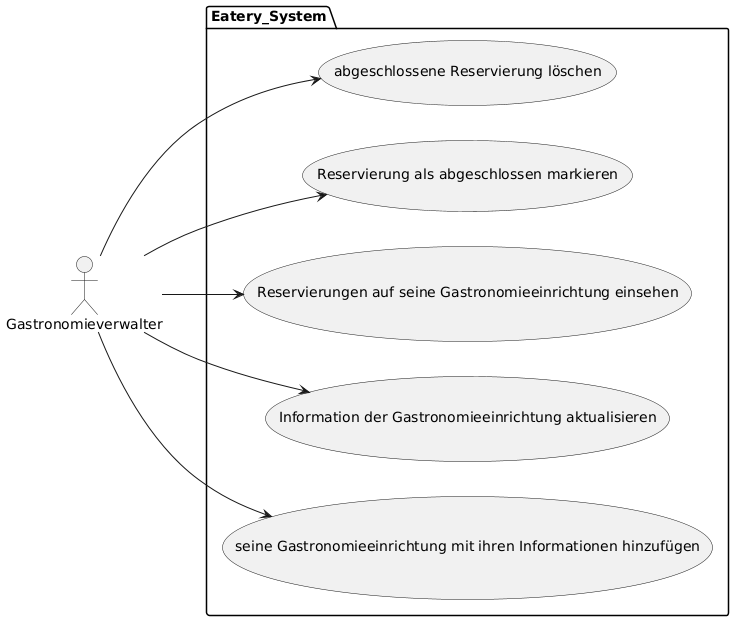 Eatery_System
abgeschlossene Reservierung löschen
Reservierung als abgeschlossen markieren
Reservierungen auf seine Gastronomieeinrichtung einsehen
Gastronomieverwalter
Information der Gastronomieeinrichtung aktualisieren
seine Gastronomieeinrichtung mit ihren Informationen hinzufügen